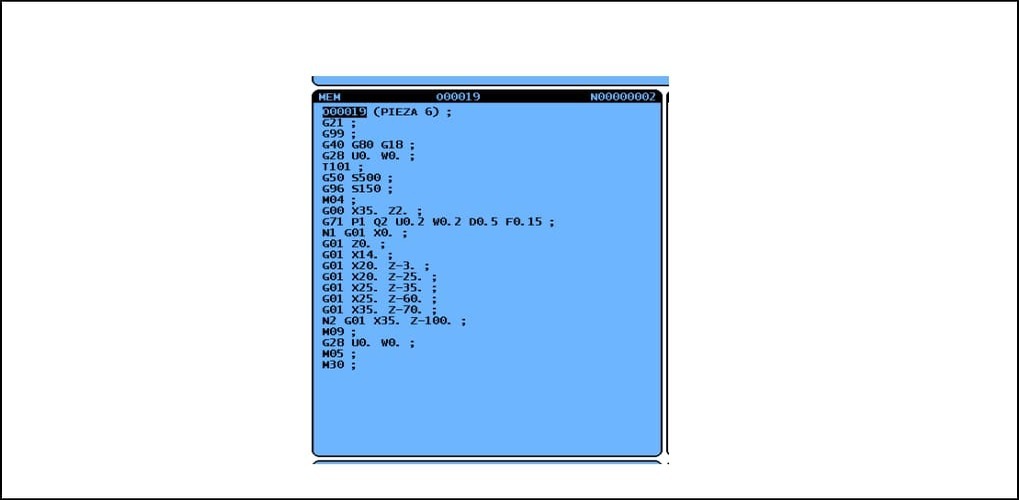 MEM O00019 N00000002
O00019 (PIEZA 6) ;
G21 ;
G99 ;
G40 G80 G18 ;
G28 U0. W0. ;
T101 ;
G50 S500 ;
G96 S150 ;
M04 ;
G00 X35. Z2. ;
G71 P1 Q2 U0.2 W0.2 D0.5 F0.15 ;
N1 G01 X0. ;
G01 Z0. ;
G01 X14. ;
G01 X20. Z-3. ;
G01 X20. Z-25. ;
G01 X25. Z-35. ;
G01 X25. Z-60. ;
G01 X35. Z-70. ;
N2 G01 X35. Z-100. ;
M09 ;
G28 U0. W0. ;
M05 ;
M30 ;